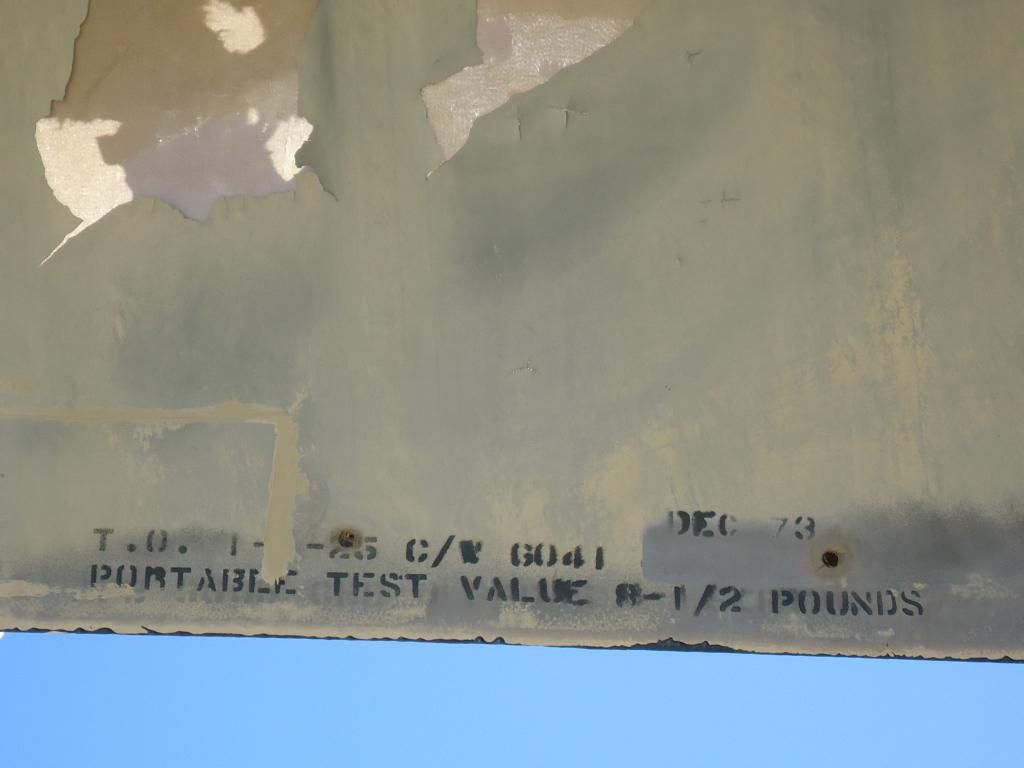 DEC 73
T.O. 1- -25 C/W 6041
PORTABLE TEST VALUE 8-1/2 POUNDS